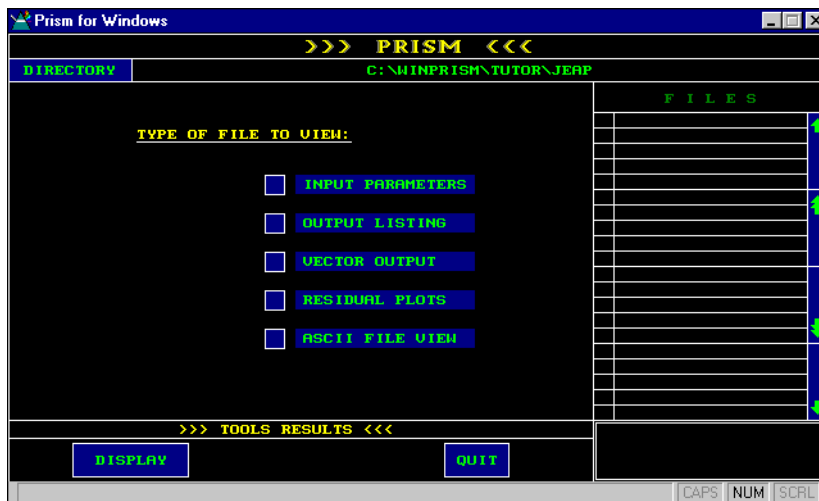 Prism for Windows
>>> PRISM <<<
DIRECTORY
C:\WINPRISM\TUTOR\JEAP
FILES
TYPE OF FILE TO VIEW:
INPUT PARAMETERS
OUTPUT LISTING
VECTOR OUTPUT
RESIDUAL PLOTS
ASCII FILE VIEW
>>> TOOLS RESULTS <<<
DISPLAY
QUIT
CAPS NUM SCRL